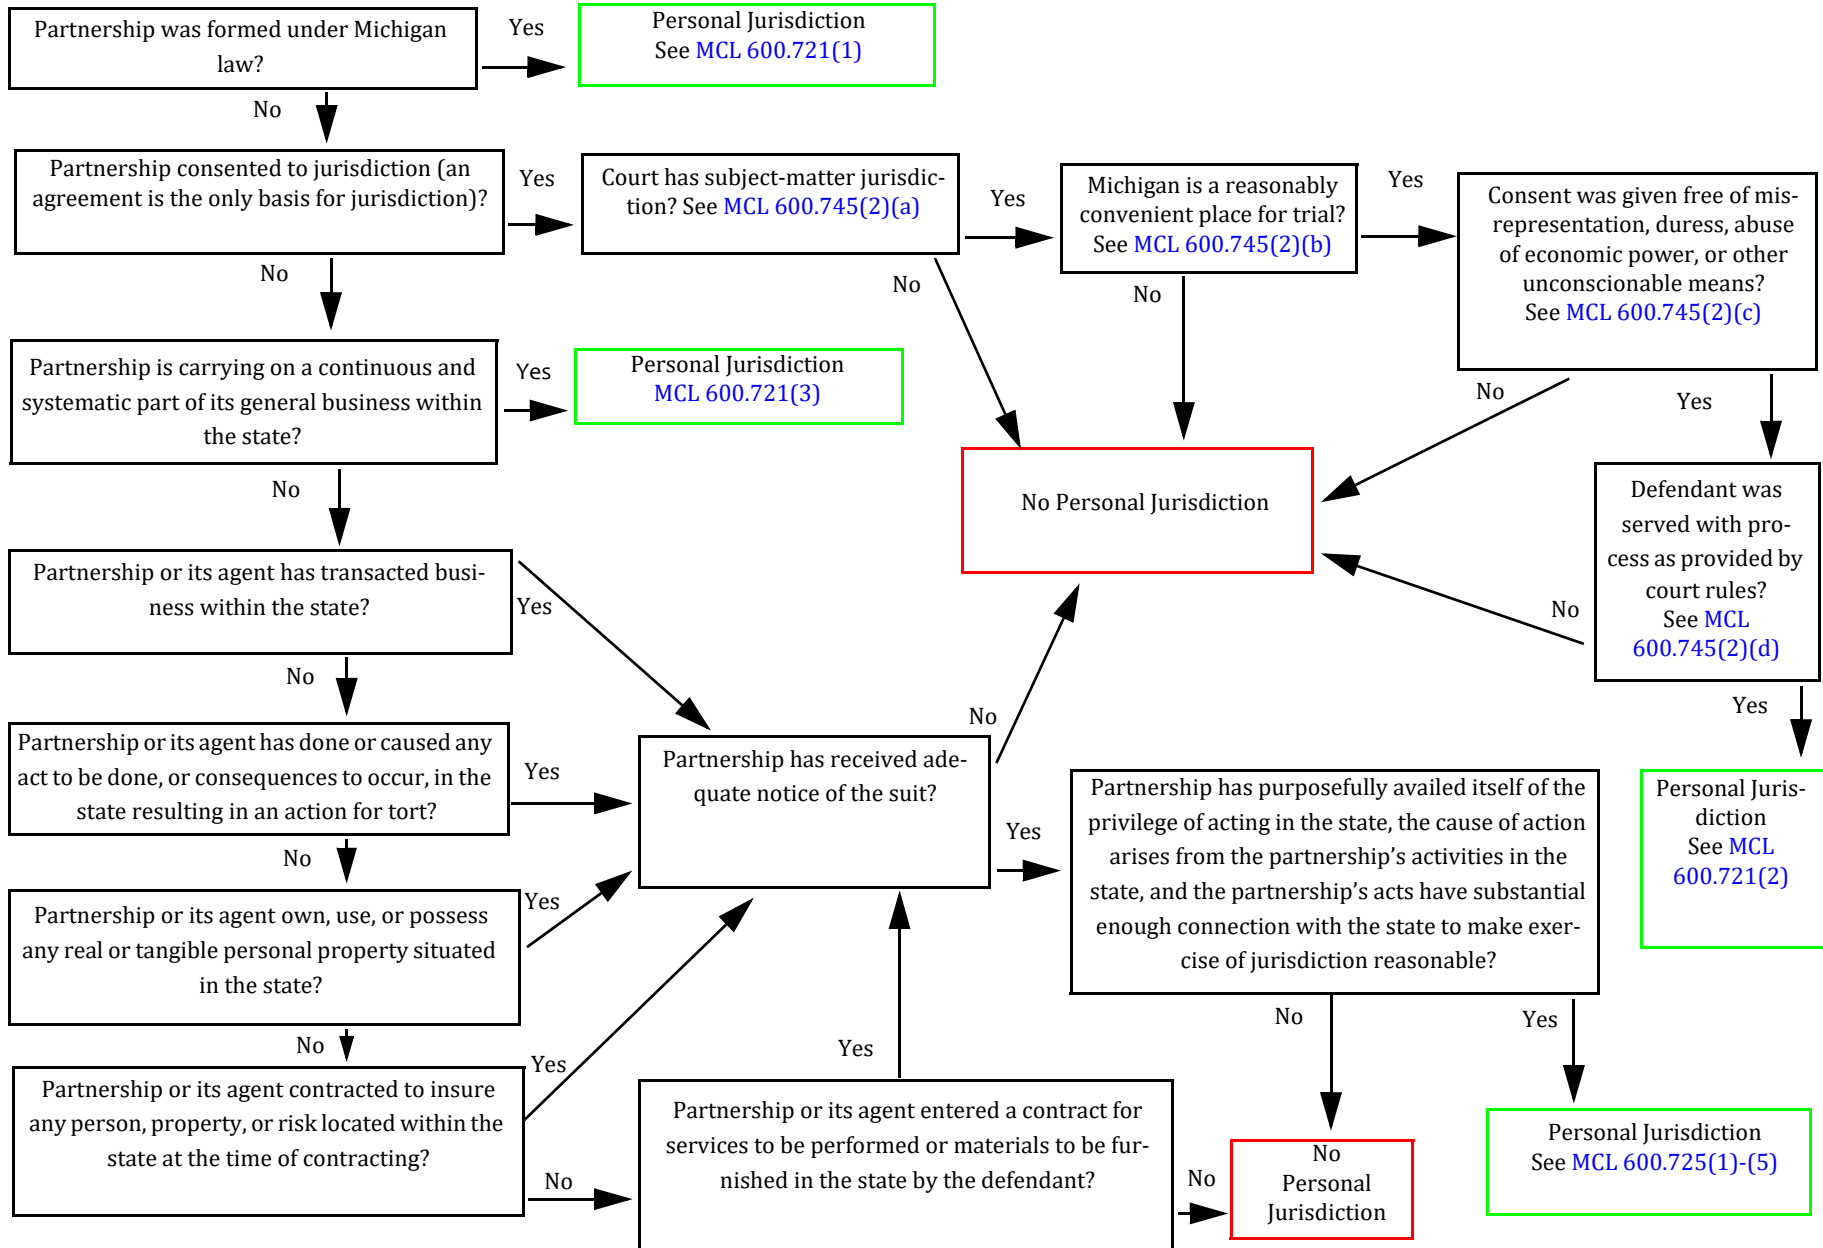 Partnership was formed under Michigan
law?
Yes
Personal Jurisdiction
See MCL 600.721(1)
No
Partnership consented to jurisdiction (an
agreement is the only basis for jurisdiction)?
Yes
Court has subject-matter jurisdic-
tion? See MCL 600.745(2)(a)
Yes
Michigan is a reasonably
convenient place for trial?
See MCL 600.745(2)(b)
Yes
Consent was given free of mis-
representation, duress, abuse
of economic power, or other
unconscionable means?
See MCL 600.745(2)(c)
No
No
No
No
Yes
Partnership is carrying on a continuous and
systematic part of its general business within
the state?
Yes
Personal Jurisdiction
MCL 600.721(3)
No Personal Jurisdiction
Defendant was
served with pro-
cess as provided by
court rules?
See MCL
600.745(2)(d)
No
Yes
Personal Juris-
diction
See MCL
600.721(2)
No
Partnership or its agent has transacted busi-
ness within the state?
Yes
No
Partnership or its agent has done or caused any
act to be done, or consequences to occur, in the
state resulting in an action for tort?
Yes
Partnership has received ade-
quate notice of the suit?
No
Yes
Partnership has purposefully availed itself of the
privilege of acting in the state, the cause of action
arises from the partnership’s activities in the
state, and the partnership’s acts have substantial
enough connection with the state to make exer-
cise of jurisdiction reasonable?
No
Yes
No
Partnership or its agent own, use, or possess
any real or tangible personal property situated
in the state?
Yes
No
Partnership or its agent contracted to insure
any person, property, or risk located within the
state at the time of contracting?
Yes
No
Yes
Partnership or its agent entered a contract for
services to be performed or materials to be fur-
nished in the state by the defendant?
No
No
Personal
Jurisdiction
Personal Jurisdiction
See MCL 600.725(1)-(5)